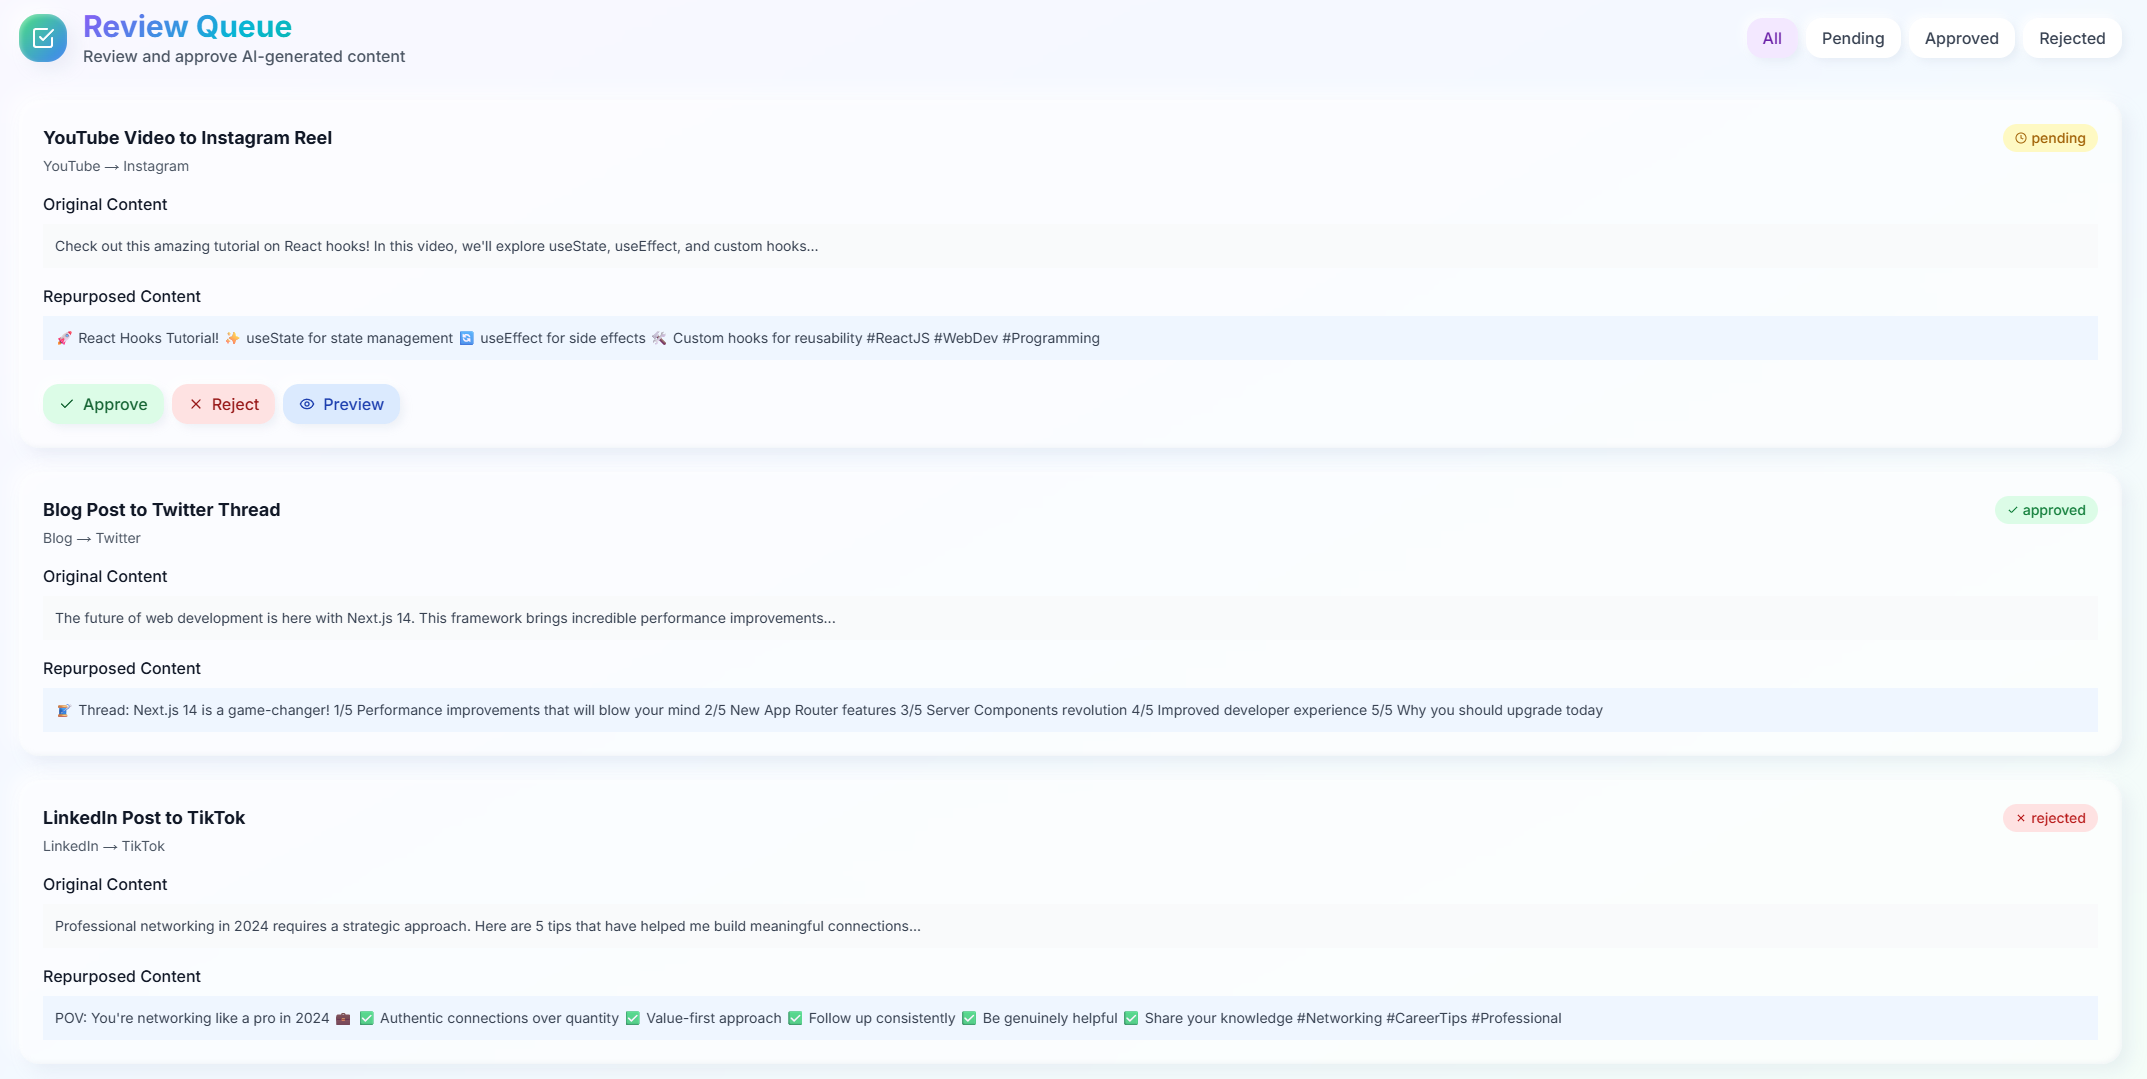 Review Queue
Review and approve AI-generated content
All
Pending
Approved
Rejected
YouTube Video to Instagram Reel
pending
YouTube → Instagram
Original Content
Check out this amazing tutorial on React hooks! In this video, we'll explore useState, useEffect, and custom hooks...
Repurposed Content
🚀 React Hooks Tutorial! ✨ useState for state management 🔄 useEffect for side effects 🛠️ Custom hooks for reusability #ReactJS #WebDev #Programming
Approve
Reject
Preview
Blog Post to Twitter Thread
approved
Blog → Twitter
Original Content
The future of web development is here with Next.js 14. This framework brings incredible performance improvements...
Repurposed Content
🧵 Thread: Next.js 14 is a game-changer! 1/5 Performance improvements that will blow your mind 2/5 New App Router features 3/5 Server Components revolution 4/5 Improved developer experience 5/5 Why you should upgrade today
LinkedIn Post to TikTok
rejected
LinkedIn → TikTok
Original Content
Professional networking in 2024 requires a strategic approach. Here are 5 tips that have helped me build meaningful connections...
Repurposed Content
POV: You're networking like a pro in 2024 💼 ✅ Authentic connections over quantity ✅ Value-first approach ✅ Follow up consistently ✅ Be genuinely helpful ✅ Share your knowledge #Networking #CareerTips #Professional